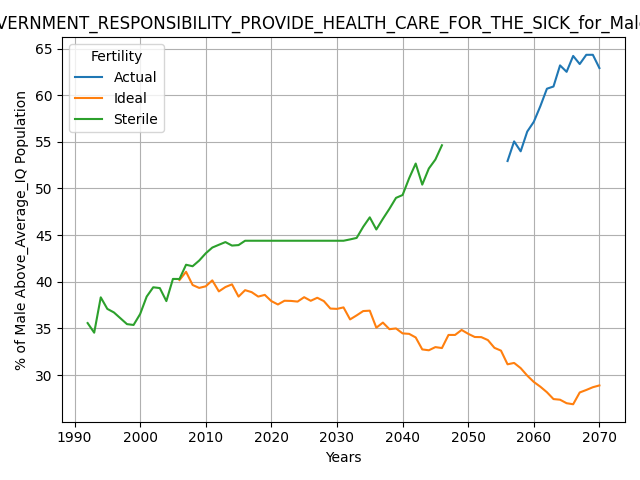 VERNMENT_RESPONSIBILITY_PROVIDE_HEALTH_CARE_FOR_THE_SICK_for_Male
Fertility
Actual
Ideal
Sterile
% of Male Above_Average_IQ Population
65
60
55
50
45
40
35
30
1990 2000 2010 2020 2030 2040 2050 2060 2070
Years